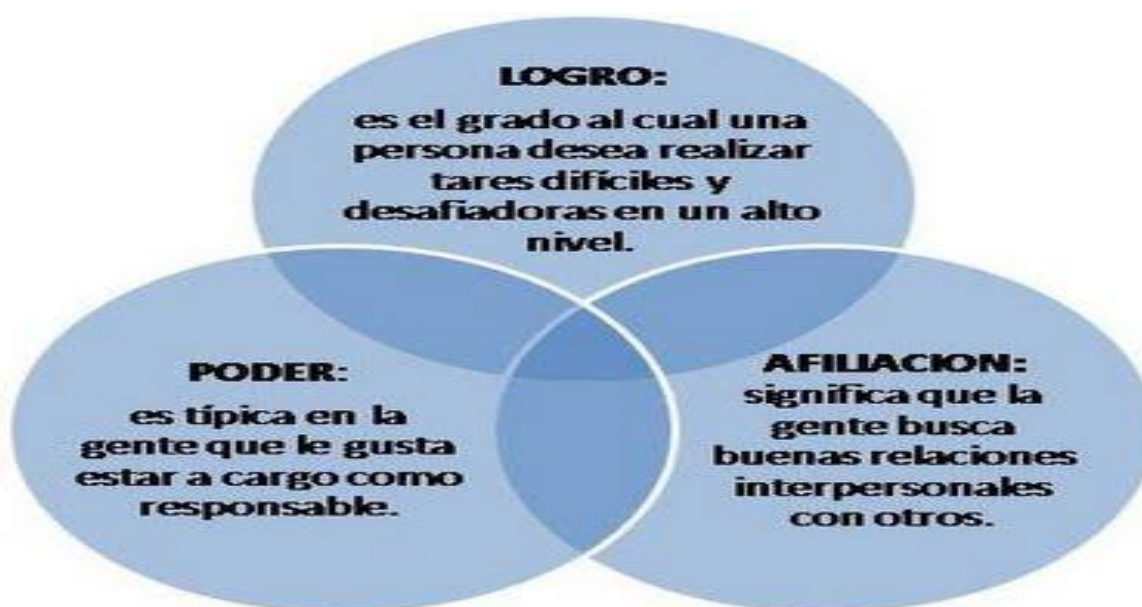 LOGRO:
es el grado al cual una
persona desea realizar
tares difíciles y
desafiadoras en un alto
nivel.
PODER:
es típica en la
gente que le gusta
estar a cargo como
responsable.
AFILIACION:
significa que la
gente busca
buenas relaciones
interpersonales
con otros.